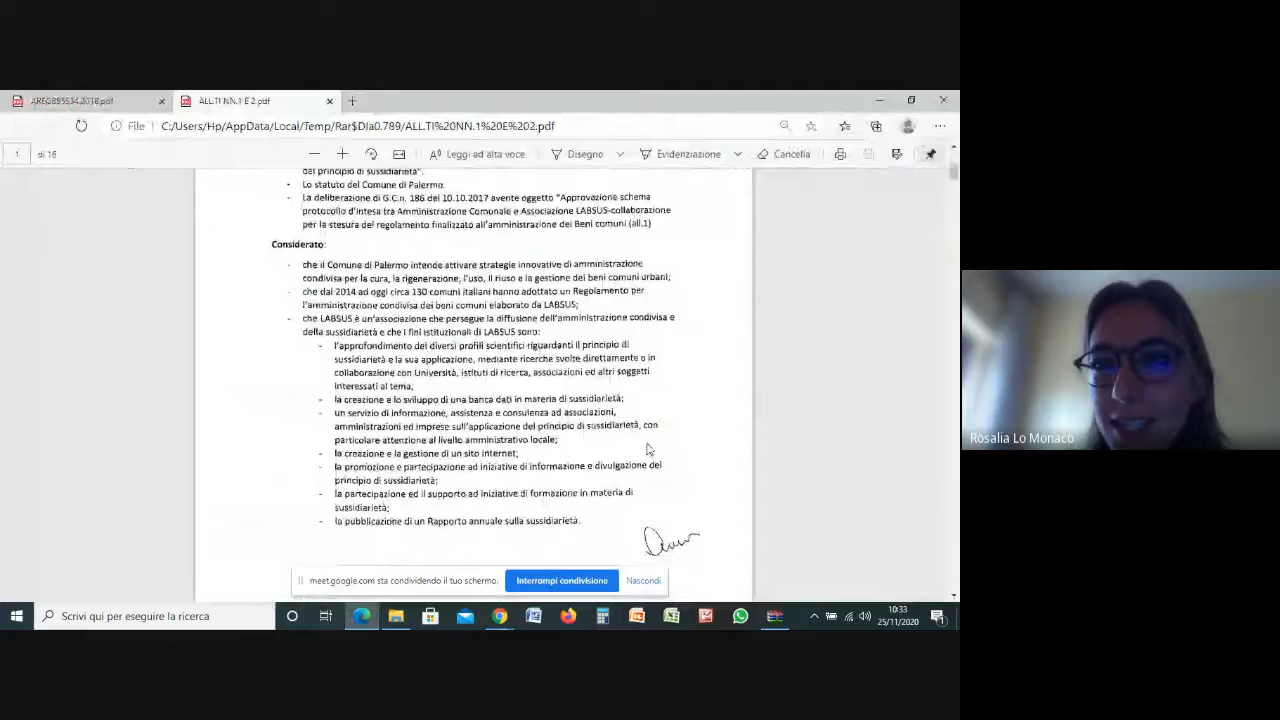 AREG885534.2018.pdf
ALL.TI NN.1 E 2.pdf
File C:/Users/Hp/AppData/Local/Temp/Rar$DIa0.789/ALL.TI%20NN.1%20E%202.pdf
1 di 16
Leggi ad alta voce
Disegno
Evidenziazione
Cancella
del principio di sussidiarietà".
- Lo statuto del Comune di Palermo.
- La deliberazione di G.C.n. 186 del 10.10.2017 avente oggetto "Approvazione schema
protocollo d'intesa tra Amministrazione Comunale e Associazione LABSUS-collaborazione
per la stesura del regolamento finalizzato all'amministrazione dei Beni comuni (all.1)
Considerato:
- che il Comune di Palermo intende attivare strategie innovative di amministrazione
condivisa per la cura, la rigenerazione, l'uso, il riuso e la gestione dei beni comuni urbani;
- che dal 2014 ad oggi circa 130 comuni italiani hanno adottato un Regolamento per
l'amministrazione condivisa dei beni comuni elaborato da LABSUS;
- che LABSUS è un'associazione che persegue la diffusione dell'amministrazione condivisa e
della sussidiarietà e che i fini istituzionali di LABSUS sono:
- l'approfondimento dei diversi profili scientifici riguardanti il principio di
sussidiarietà e la sua applicazione, mediante ricerche svolte direttamente o in
collaborazione con Università, istituti di ricerca, associazioni ed altri soggetti
interessati al tema;
- la creazione e lo sviluppo di una banca dati in materia di sussidiarietà;
- un servizio di informazione, assistenza e consulenza ad associazioni,
amministrazioni ed imprese sull'applicazione del principio di sussidiarietà, con
particolare attenzione al livello amministrativo locale;
- la creazione e la gestione di un sito internet;
- la promozione e partecipazione ad iniziative di informazione e divulgazione del
principio di sussidiarietà;
- la partecipazione ed il supporto ad iniziative di formazione in materia di
sussidiarietà;
- la pubblicazione di un Rapporto annuale sulla sussidiarietà.
meet.google.com sta condividendo il tuo schermo.
Interrompi condivisione
Nascondi
Scrivi qui per eseguire la ricerca
10:33
25/11/2020
Rosalia Lo Monaco